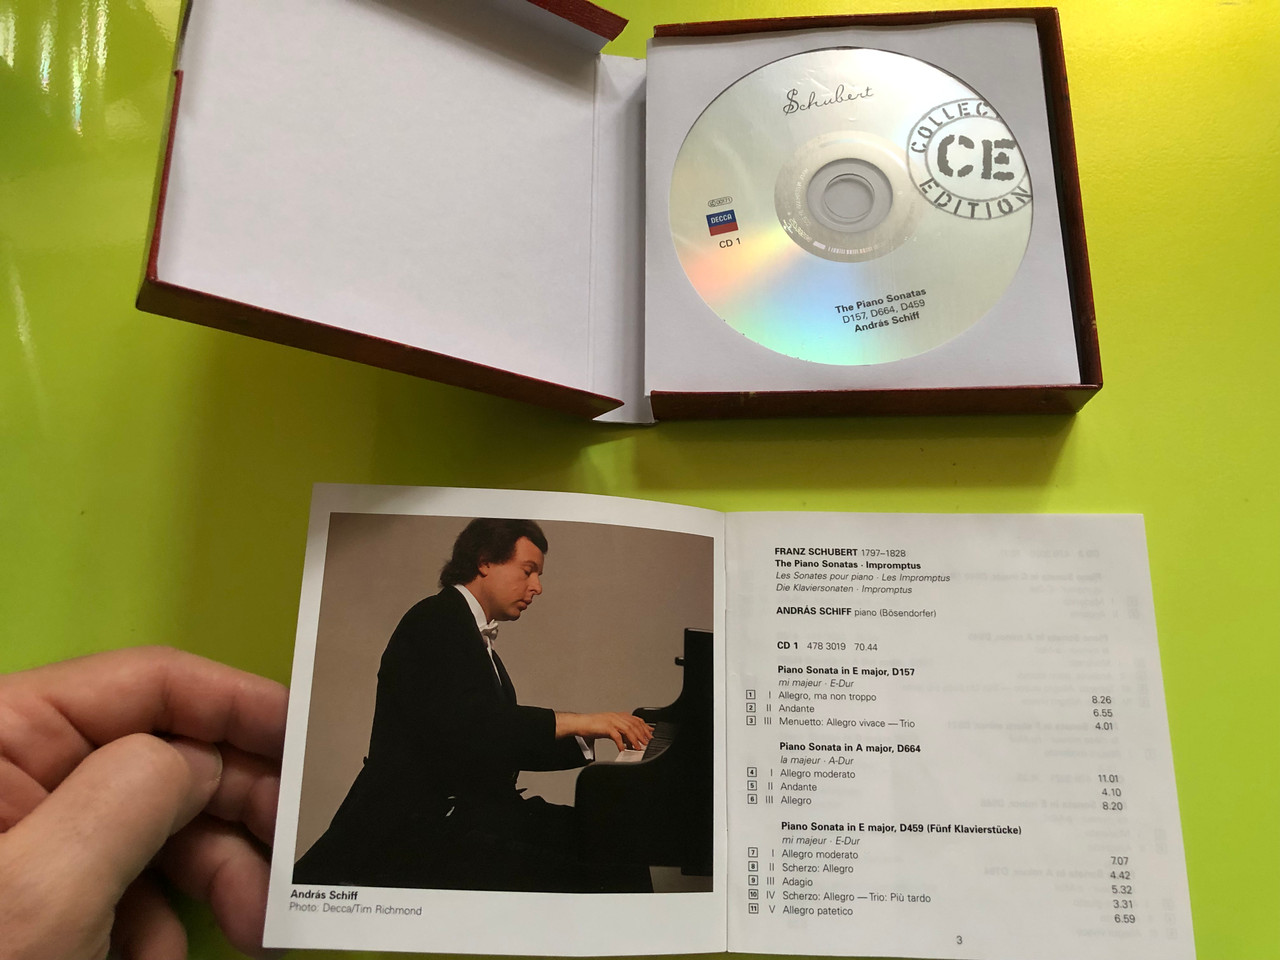 Schubert
COLLECT
CE
EDITION
DECCA
CD 1
The Piano Sonatas
D157, D664, D459
András Schiff
András Schiff
Photo: Decca/Tim Richmond
FRANZ SCHUBERT 1797–1828
The Piano Sonatas · Impromptus
Les Sonates pour piano · Les Impromptus
Die Klaviersonaten · Impromptus
ANDRÁS SCHIFF piano (Bösendorfer)
CD 1 478 3019 70.44
Piano Sonata in E major, D157
mi majeur · E-Dur
1 I Allegro, ma non troppo 8.26
2 II Andante 6.55
3 III Menuetto: Allegro vivace — Trio 4.01
Piano Sonata in A major, D664
la majeur · A-Dur
4 I Allegro moderato 11.01
5 II Andante 4.10
6 III Allegro 8.20
Piano Sonata in E major, D459 (Fünf Klavierstücke)
mi majeur · E-Dur
7 I Allegro moderato 7.07
8 II Scherzo: Allegro 4.42
9 III Adagio 5.32
10 IV Scherzo: Allegro — Trio: Più tardo 3.31
11 V Allegro patetico 6.59
3